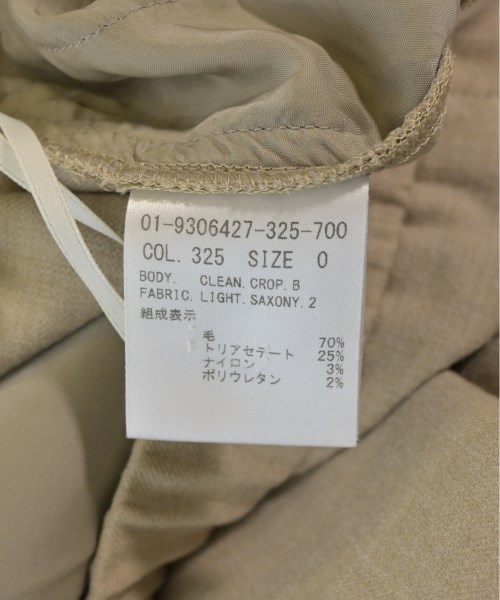 01-9306427-325-700
COL. 325 SIZE 0
BODY. CLEAN. CROP. B
FABRIC. LIGHT. SAXONY. 2
組成表示
毛 70%
トリアセテート 25%
ナイロン 3%
ポリウレタン 2%